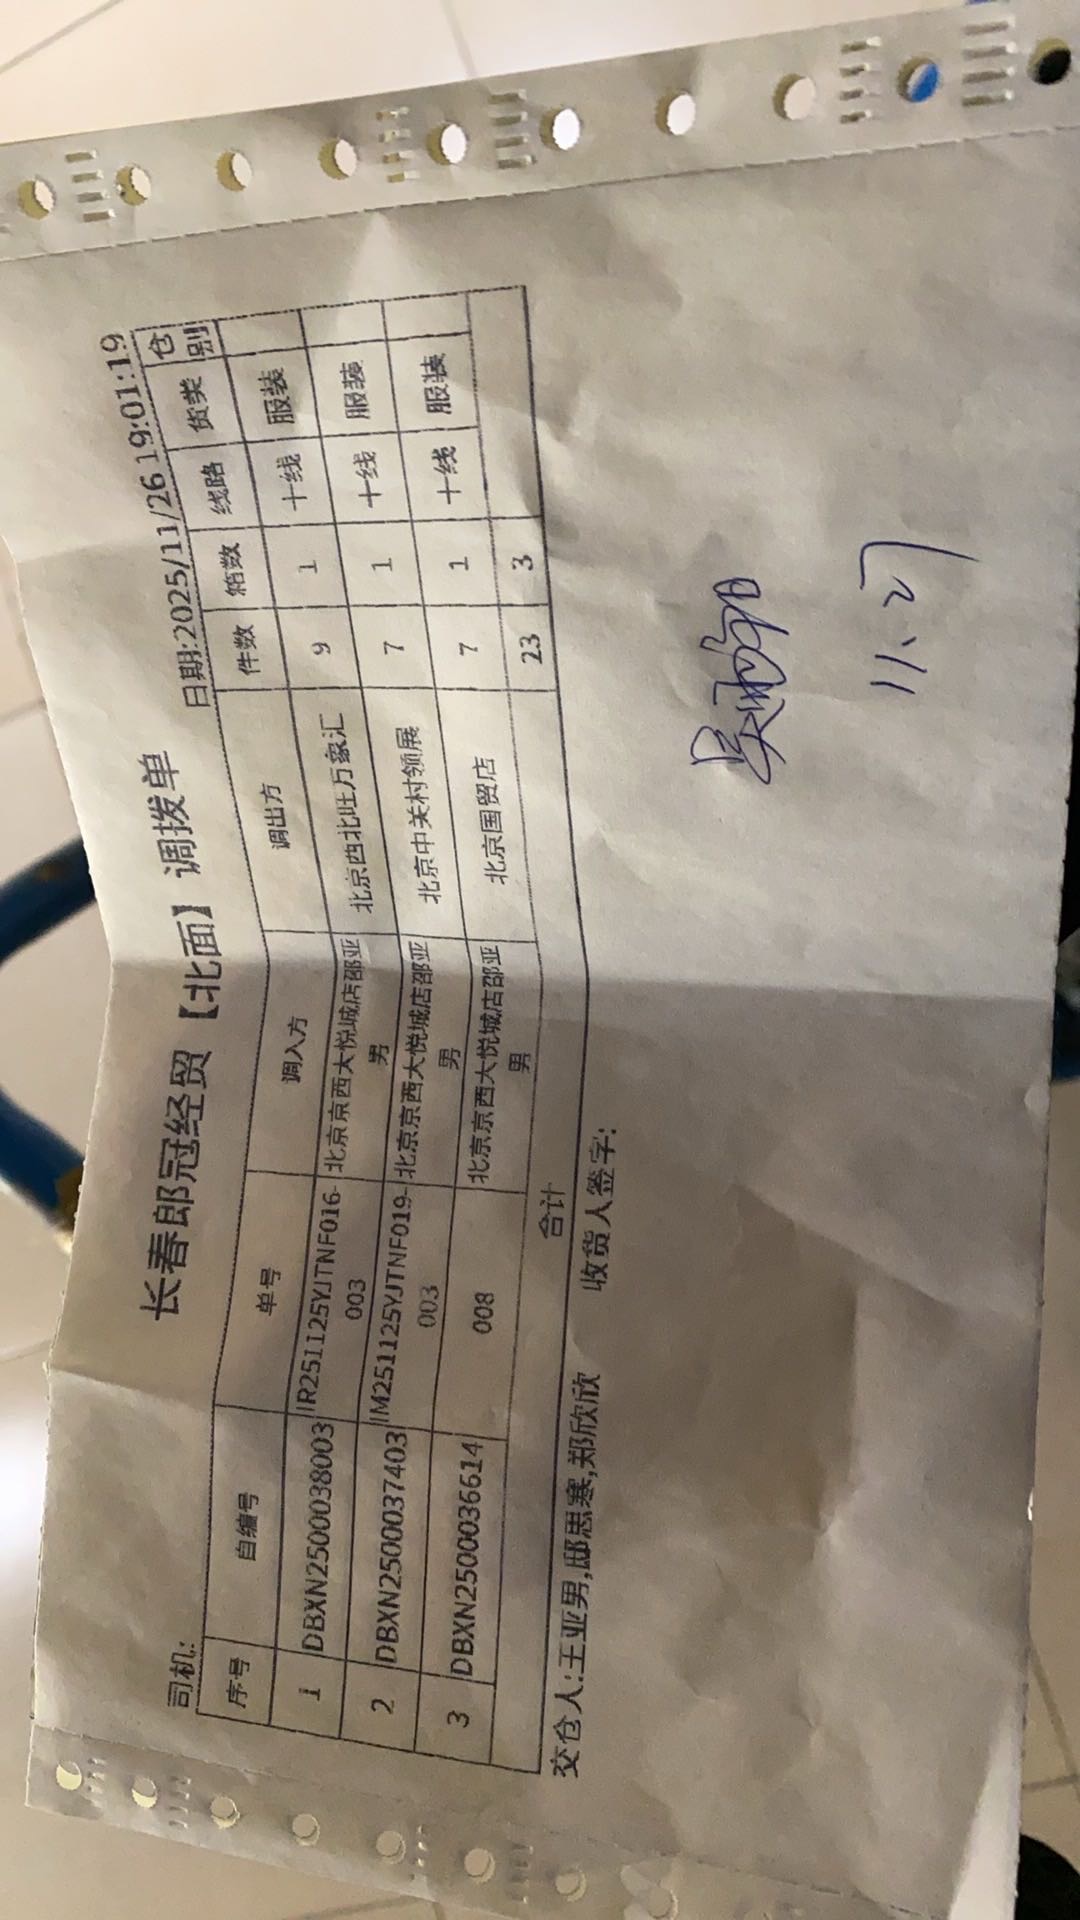 长春郎冠经贸【北面】调拨单
司机: 日期:2025/11/26 19:01:19
序号 自编号 单号 调入方 调出方 件数 箱数 线路 货类 仓别
1 DBXN2500038003 IR251125YJTNF016-003 北京京西大悦城店邵亚男 北京西北旺万象汇 9 1 十线 服装
2 DBXN2500037403 IM251125YJTNF019-003 北京京西大悦城店邵亚男 北京中关村领展 7 1 十线 服装
3 DBXN250036614 008 北京京西大悦城店邵亚男 北京国贸店 7 1 十线 服装
合计 23 3
交仓人:王亚男,邸思寒,郑欣欣 收货人签字:
11.27